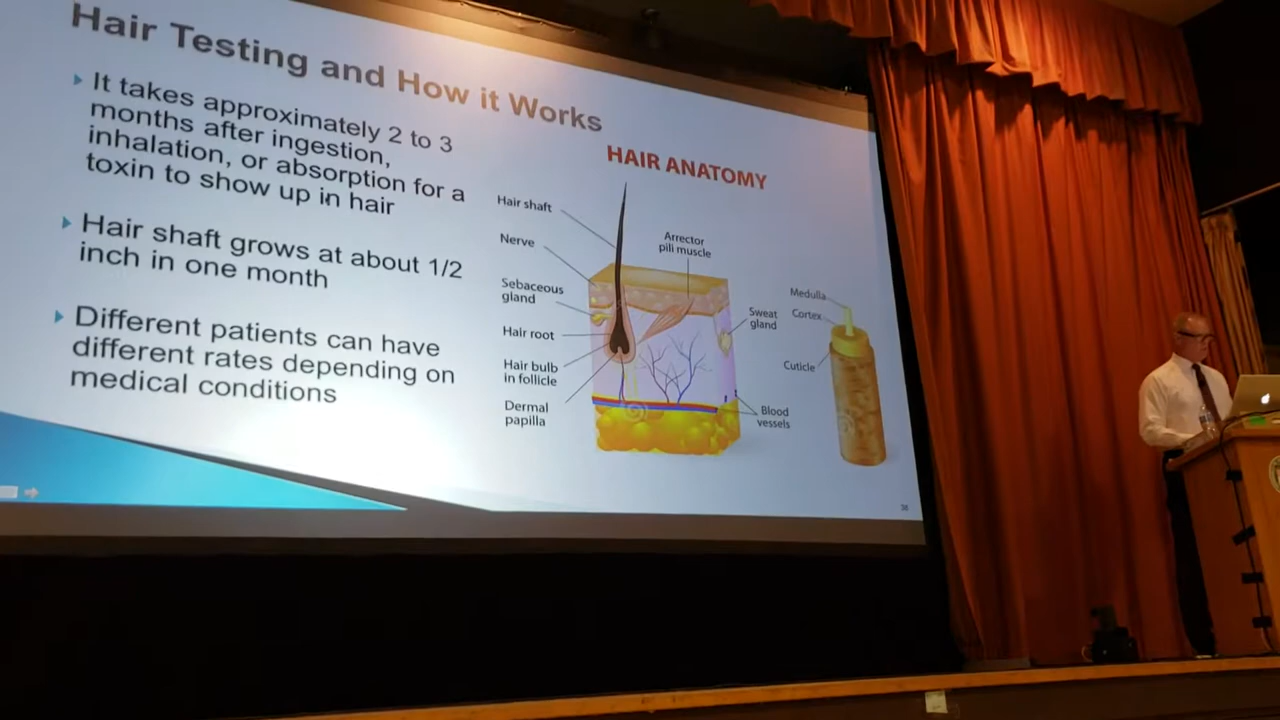 Hair Testing and How it Works
It takes approximately 2 to 3
months after ingestion,
inhalation, or absorption for a
toxin to show up in hair
Hair shaft grows at about 1/2
inch in one month
Different patients can have
different rates depending on
medical conditions
HAIR ANATOMY
Hair shaft
Nerve
Sebaceous
gland
Hair root
Hair bulb
in follicle
Dermal
papilla
Arrector
pili muscle
Sweat
gland
Blood
vessels
Medulla
Cortex
Cuticle